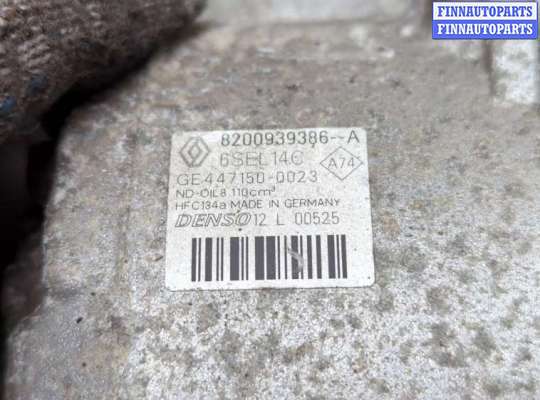 FINNAUTOPARTS
FINNAUTOPARTS
8200939386--A
6SEL14C
A74
GE447150-0023
ND-OIL8 110cm³
HFC134a MADE IN GERMANY
DENSO 12 L 00525